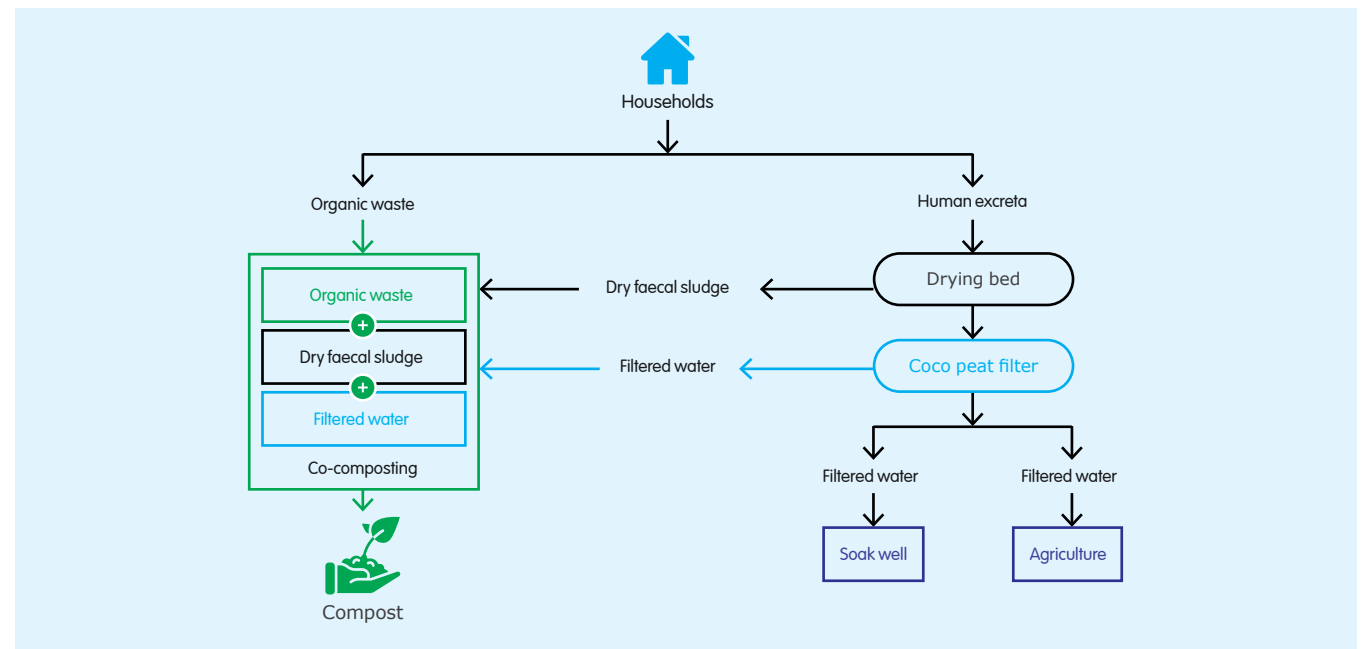 Households
Organic waste
Human excreta
Organic waste
+
Dry faecal sludge
+
Filtered water
Co-composting
Compost
Dry faecal sludge
Filtered water
Drying bed
Coco peat filter
Filtered water
Filtered water
Soak well
Agriculture